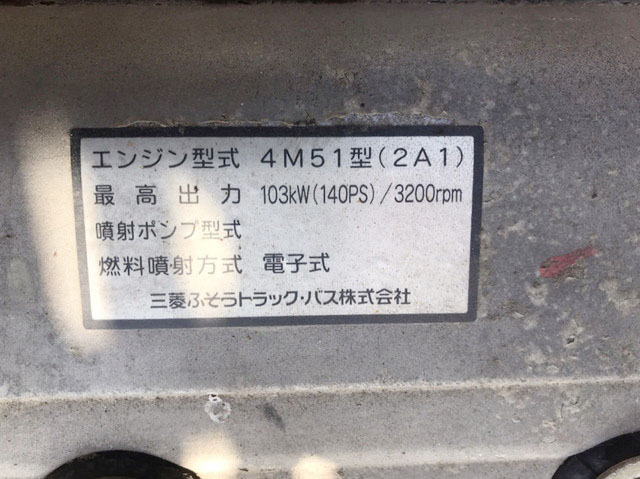 エンジン型式 4M51型(2A1)
最高出力 103kW(140PS)/3200rpm
噴射ポンプ型式
燃料噴射方式 電子式
三菱ふそうトラック・バス株式会社